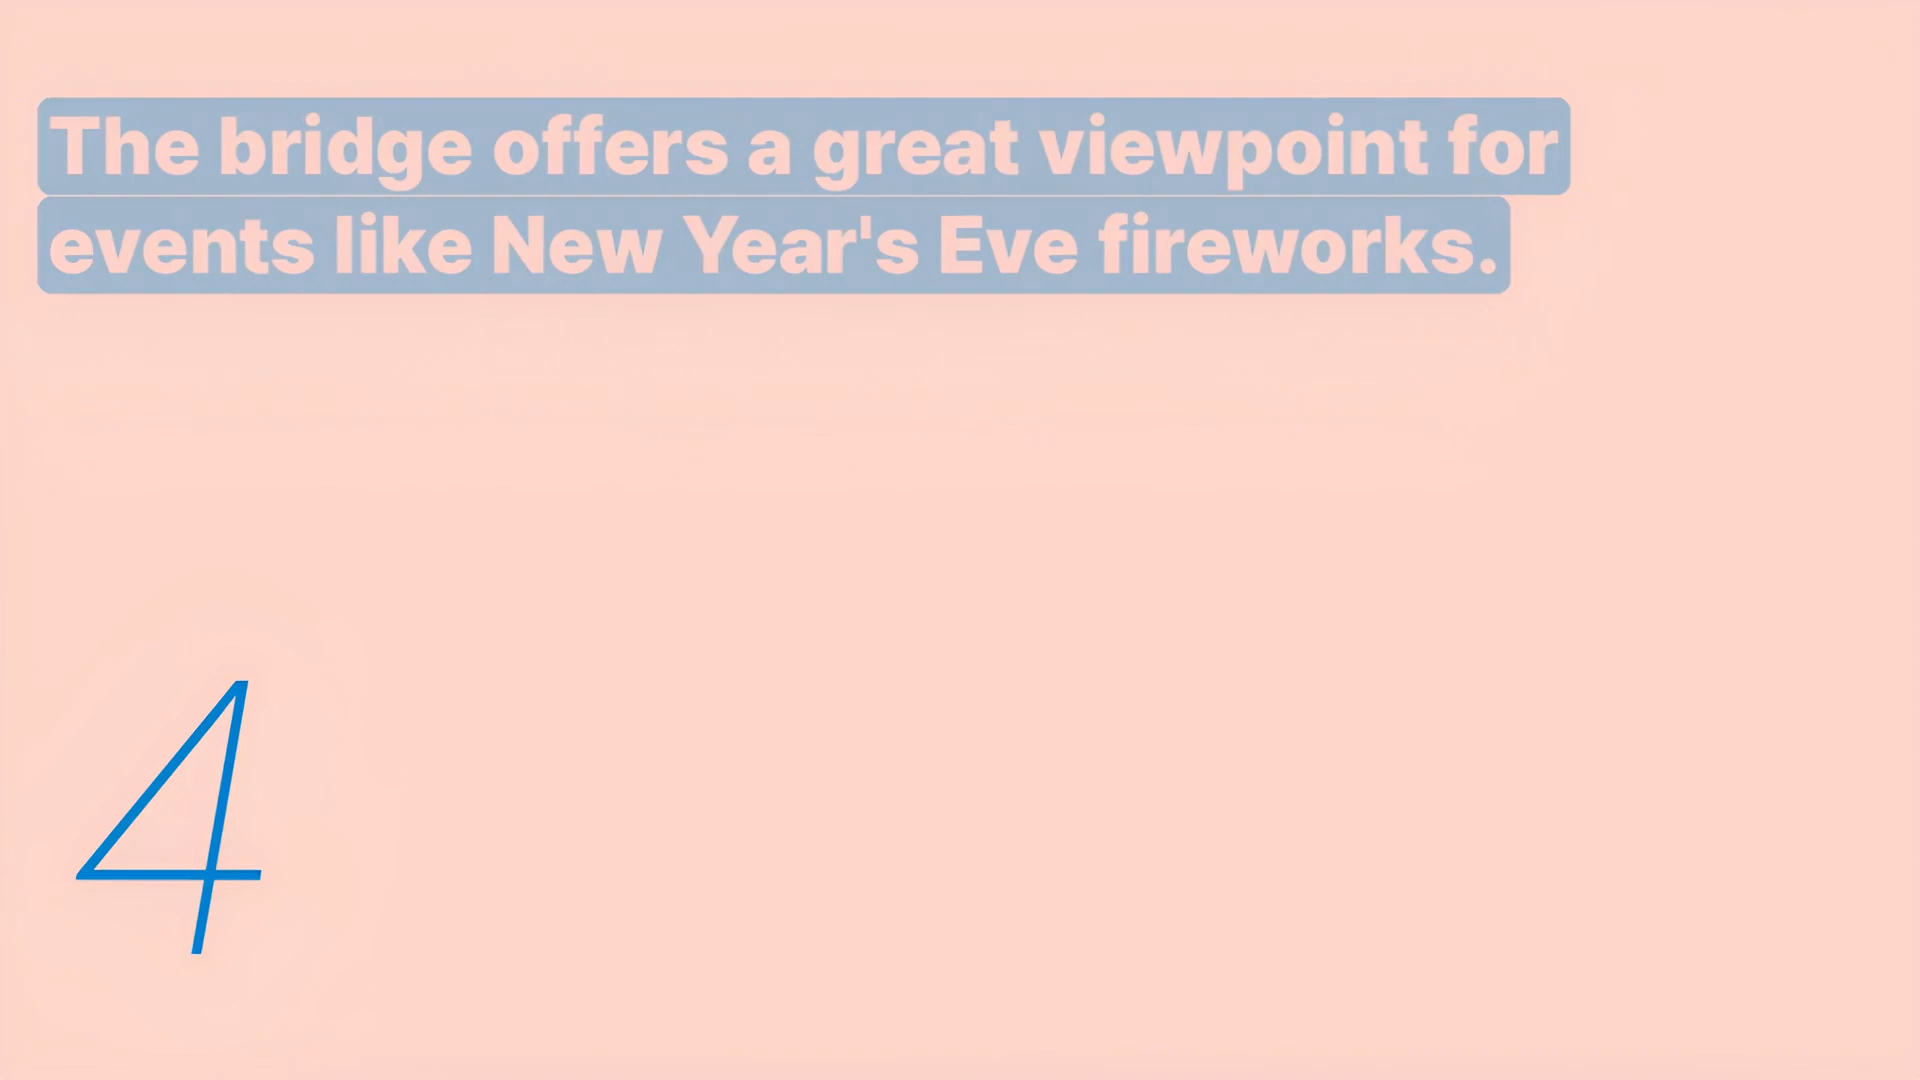 The bridge offers a great viewpoint for
events like New Year's Eve fireworks.
4